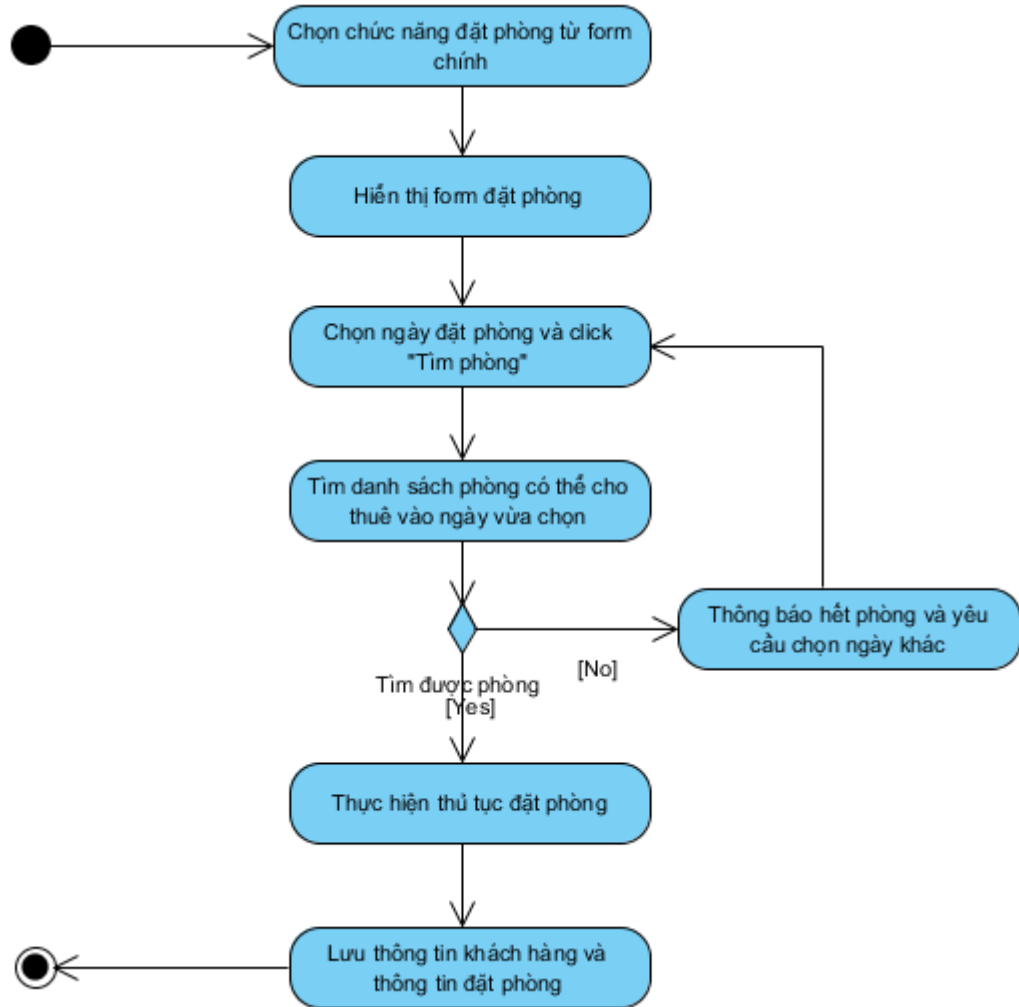 Chọn chức năng đặt phòng từ form
chính
Hiển thị form đặt phòng
Chọn ngày đặt phòng và click
"Tìm phòng"
Tìm danh sách phòng có thể cho
thuê vào ngày vừa chọn
Thông báo hết phòng và yêu
cầu chọn ngày khác
[No]
Tìm được phòng
[Yes]
Thực hiện thủ tục đặt phòng
Lưu thông tin khách hàng và
thông tin đặt phòng